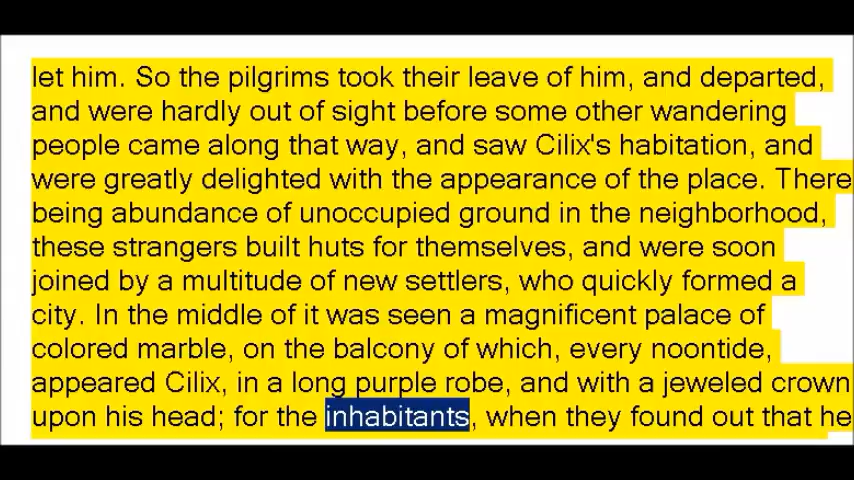 let him. So the pilgrims took their leave of him, and departed,
and were hardly out of sight before some other wandering
people came along that way, and saw Cilix's habitation, and
were greatly delighted with the appearance of the place. There
being abundance of unoccupied ground in the neighborhood,
these strangers built huts for themselves, and were soon
joined by a multitude of new settlers, who quickly formed a
city. In the middle of it was seen a magnificent palace of
colored marble, on the balcony of which, every noontide,
appeared Cilix, in a long purple robe, and with a jeweled crown
upon his head; for the inhabitants, when they found out that he